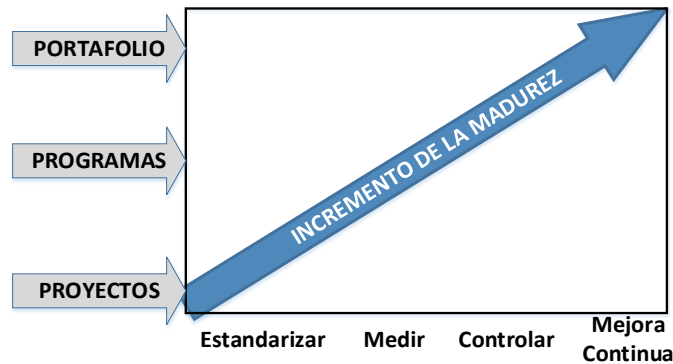 PORTAFOLIO
PROGRAMAS
PROYECTOS
INCREMENTO DE LA MADUREZ
Estandarizar
Medir
Controlar
Mejora
Continua